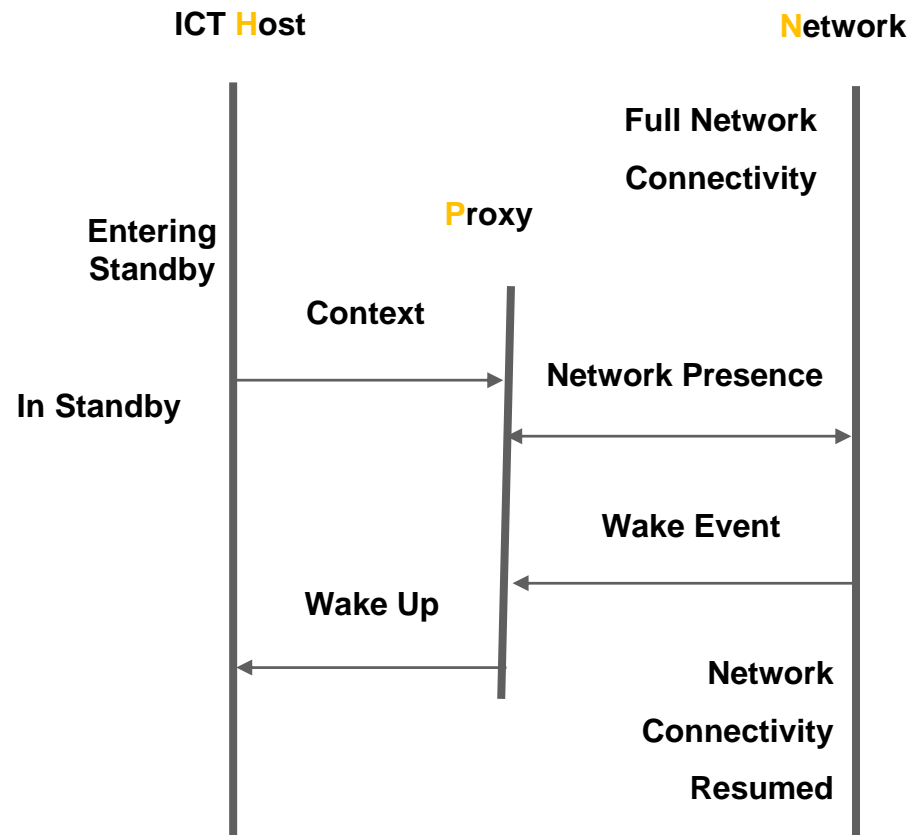 ICT Host
Network
Full Network
Connectivity
Proxy
Entering
Standby
Context
Network Presence
In Standby
Wake Event
Wake Up
Network
Connectivity
Resumed